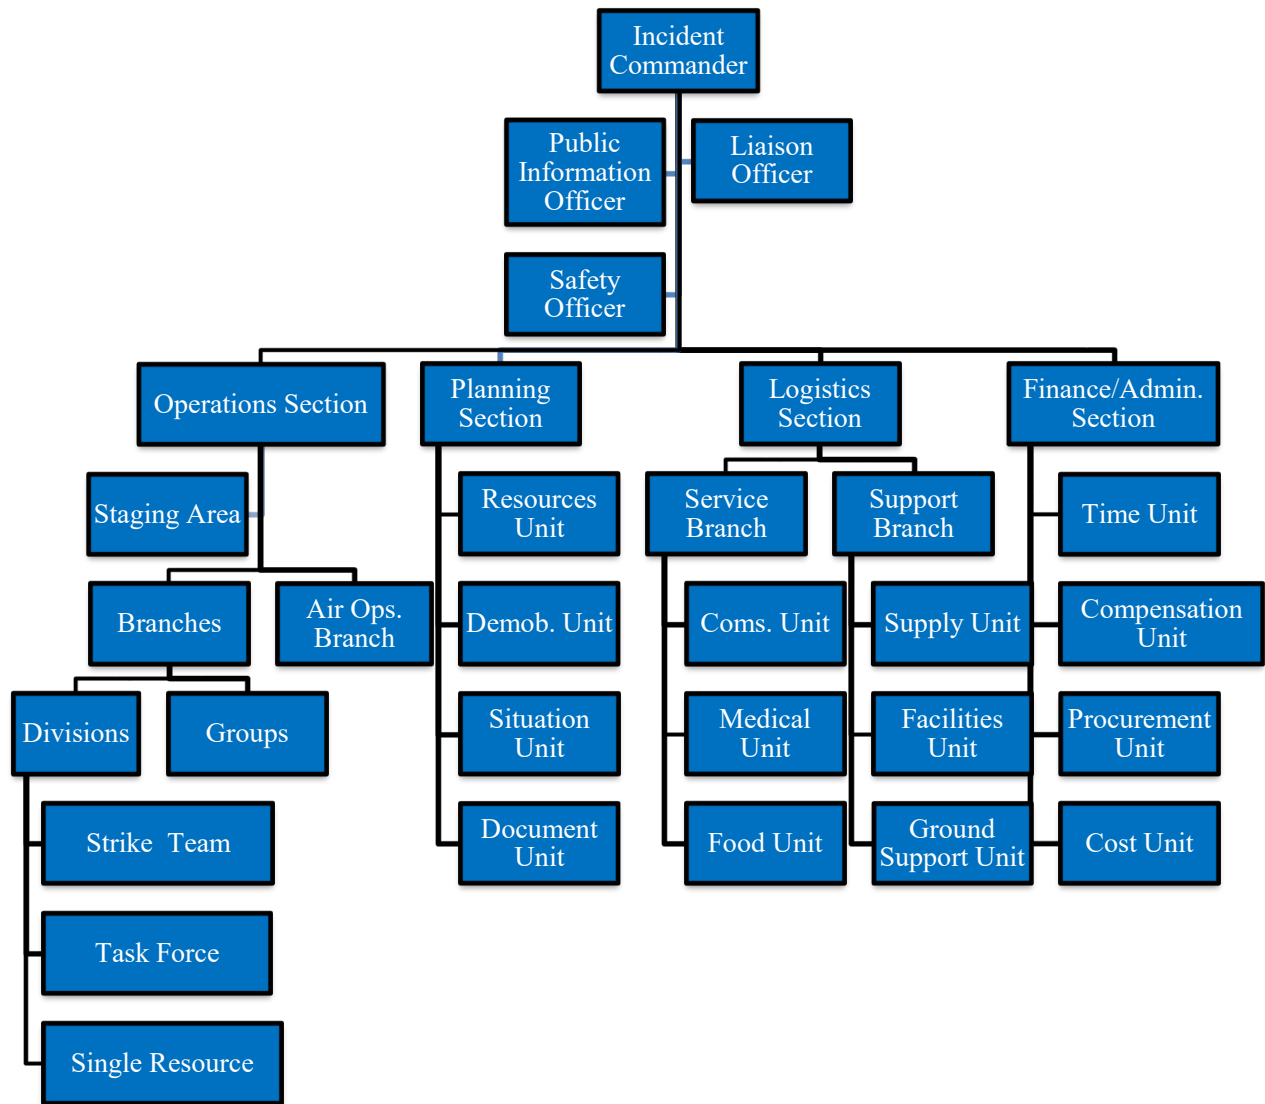 Incident
Commander
Public
Information
Officer
Liaison
Officer
Safety
Officer
Operations Section
Planning
Section
Logistics
Section
Finance/Admin.
Section
Staging Area
Resources
Unit
Service
Branch
Support
Branch
Time Unit
Branches
Air Ops.
Branch
Demob. Unit
Coms. Unit
Supply Unit
Compensation
Unit
Divisions
Groups
Situation
Unit
Medical
Unit
Facilities
Unit
Procurement
Unit
Strike Team
Document
Unit
Food Unit
Ground
Support Unit
Cost Unit
Task Force
Single Resource